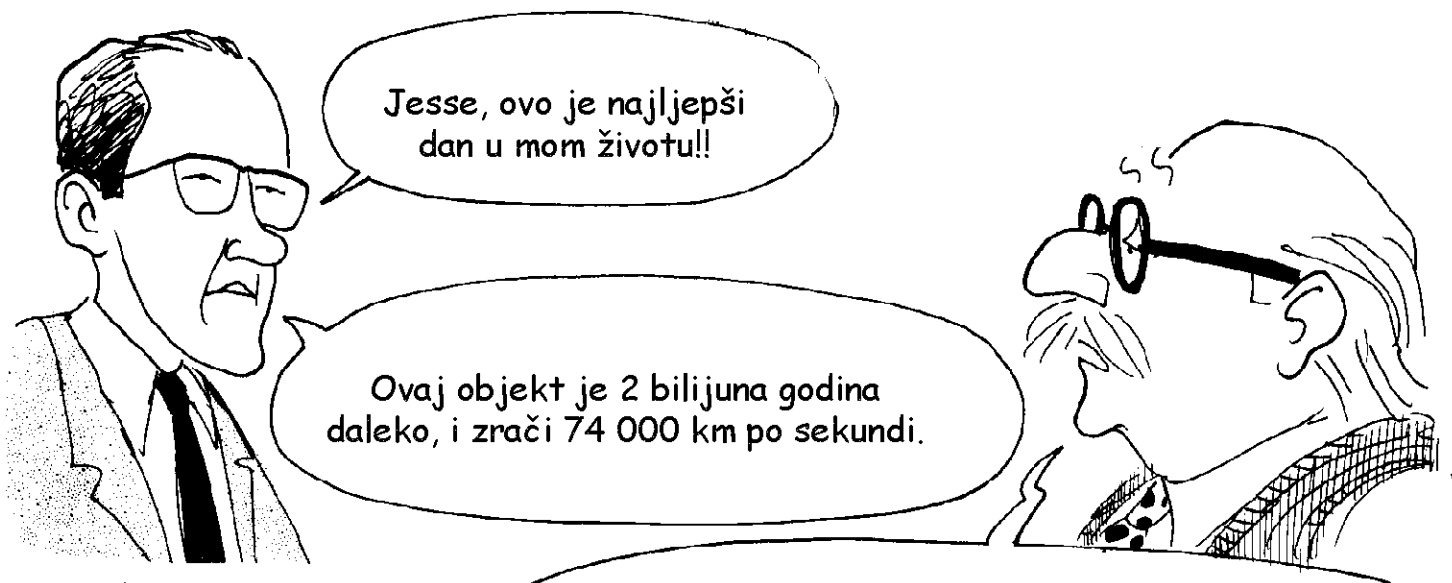 Jesse, ovo je najljepši
dan u mom životu!!
Ovaj objekt je 2 bilijuna godina
daleko, i zrači 74 000 km po sekundi.